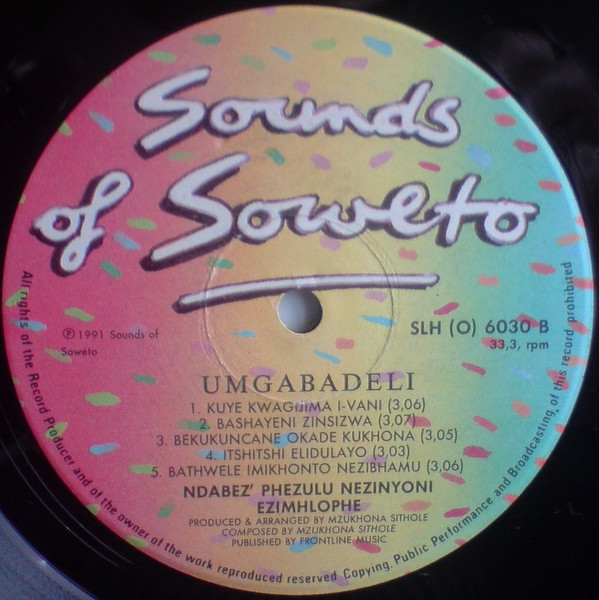 Sounds
of Soweto
℗ 1991 Sounds of
Soweto
SLH (O) 6030 B
33,3, rpm
UMGABADELI
1. KUYE KWAGIJIMA I-VANI (3,06)
2. BASHAYENI ZINSIZWA (3,07)
3. BEKUKUNCANE OKADE KUKHONA (3,05)
4. ITSHITSHI ELIDULAYO (3,03)
5. BATHWELE IMIKHONTO NEZIBHAMU (3,06)
NDABEZ' PHEZULU NEZINYONI
EZIMHLOPHE
PRODUCED & ARRANGED BY MZUKHONA SITHOLE
COMPOSED BY MZUKHONA SITHOLE
PUBLISHED BY FRONTLINE MUSIC
All rights of the Record Producer and of the owner of the work reproduced reserved. Copying, Public Performance and Broadcasting, of this record prohibited